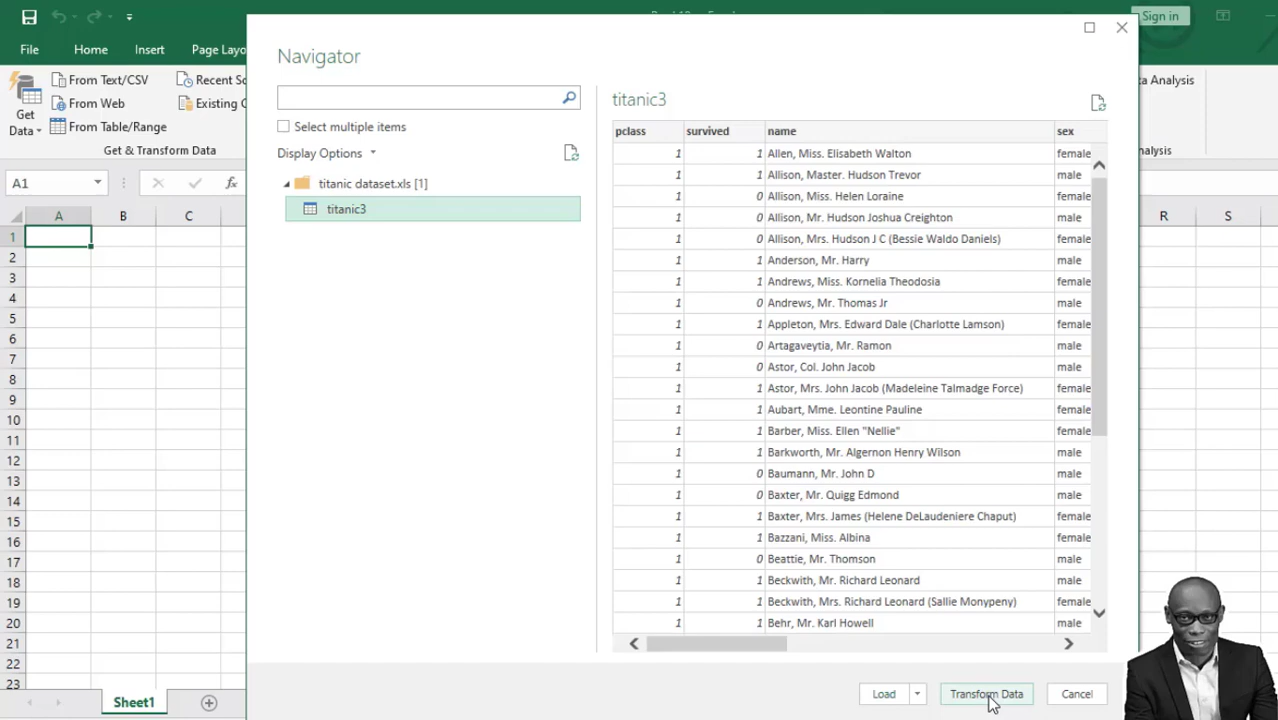 Sign in
File Home Insert Page Layo
Navigator
From Text/CSV
From Web
From Table/Range
Recent
Existing
Get
Data
Get & Transform Data
ta Analysis
alysis
A1
fx
Select multiple items
Display Options
titanic dataset.xls [1]
titanic3
titanic3
pclass survived name sex
1 1 Allen, Miss. Elisabeth Walton female
1 1 Allison, Master. Hudson Trevor male
1 0 Allison, Miss. Helen Loraine female
1 0 Allison, Mr. Hudson Joshua Creighton male
1 0 Allison, Mrs. Hudson J C (Bessie Waldo Daniels) female
1 1 Anderson, Mr. Harry male
1 1 Andrews, Miss. Kornelia Theodosia female
1 0 Andrews, Mr. Thomas Jr male
1 1 Appleton, Mrs. Edward Dale (Charlotte Lamson) female
1 0 Artagaveytia, Mr. Ramon male
1 0 Astor, Col. John Jacob male
1 1 Astor, Mrs. John Jacob (Madeleine Talmadge Force) female
1 1 Aubart, Mme. Leontine Pauline female
1 1 Barber, Miss. Ellen "Nellie" female
1 1 Barkworth, Mr. Algernon Henry Wilson male
1 0 Baumann, Mr. John D male
1 0 Baxter, Mr. Quigg Edmond male
1 1 Baxter, Mrs. James (Helene DeLaudeniere Chaput) female
1 1 Bazzani, Miss. Albina female
1 0 Beattie, Mr. Thomson male
1 1 Beckwith, Mr. Richard Leonard male
1 1 Beckwith, Mrs. Richard Leonard (Sallie Monypeny) female
1 1 Behr, Mr. Karl Howell male
A B C R S
1
2
3
4
5
6
7
8
9
10
11
12
13
14
15
16
17
18
19
20
21
22
23
Load Transform Data Cancel
Sheet1